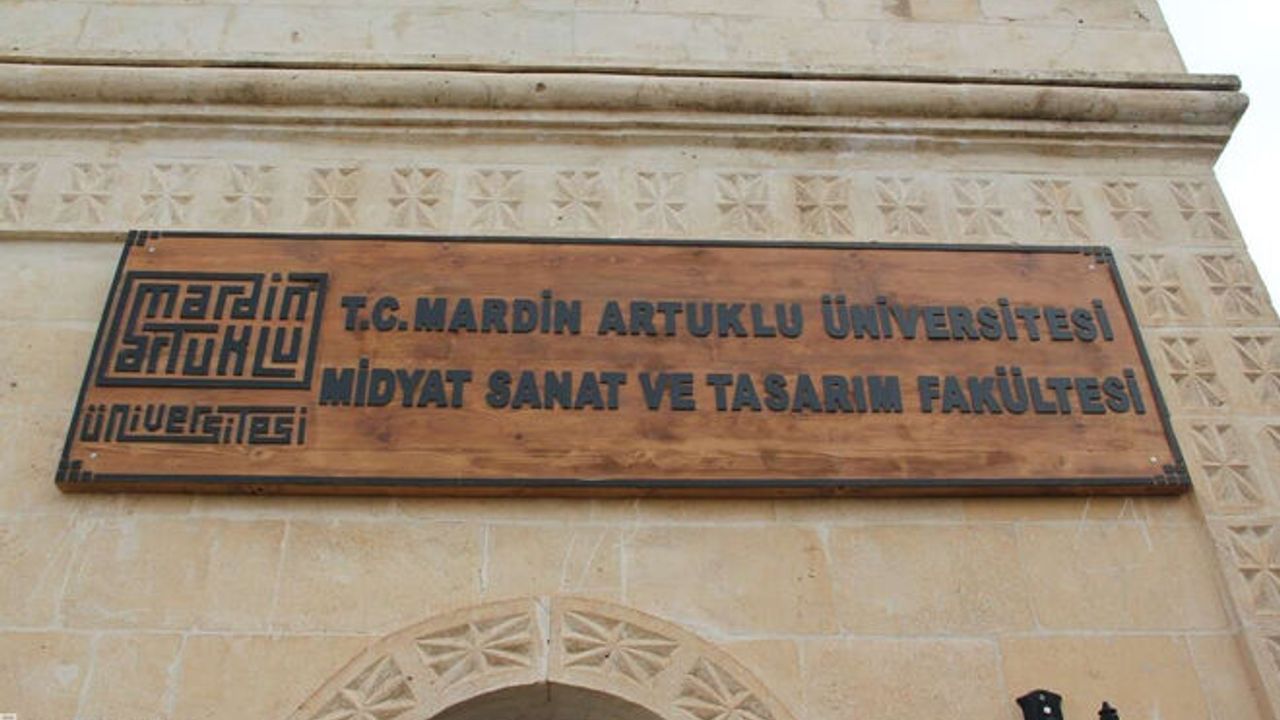 mardin
artuklu
üniversitesi
T.C. MARDİN ARTUKLU ÜNİVERSİTESİ
MİDYAT SANAT VE TASARIM FAKÜLTESİ